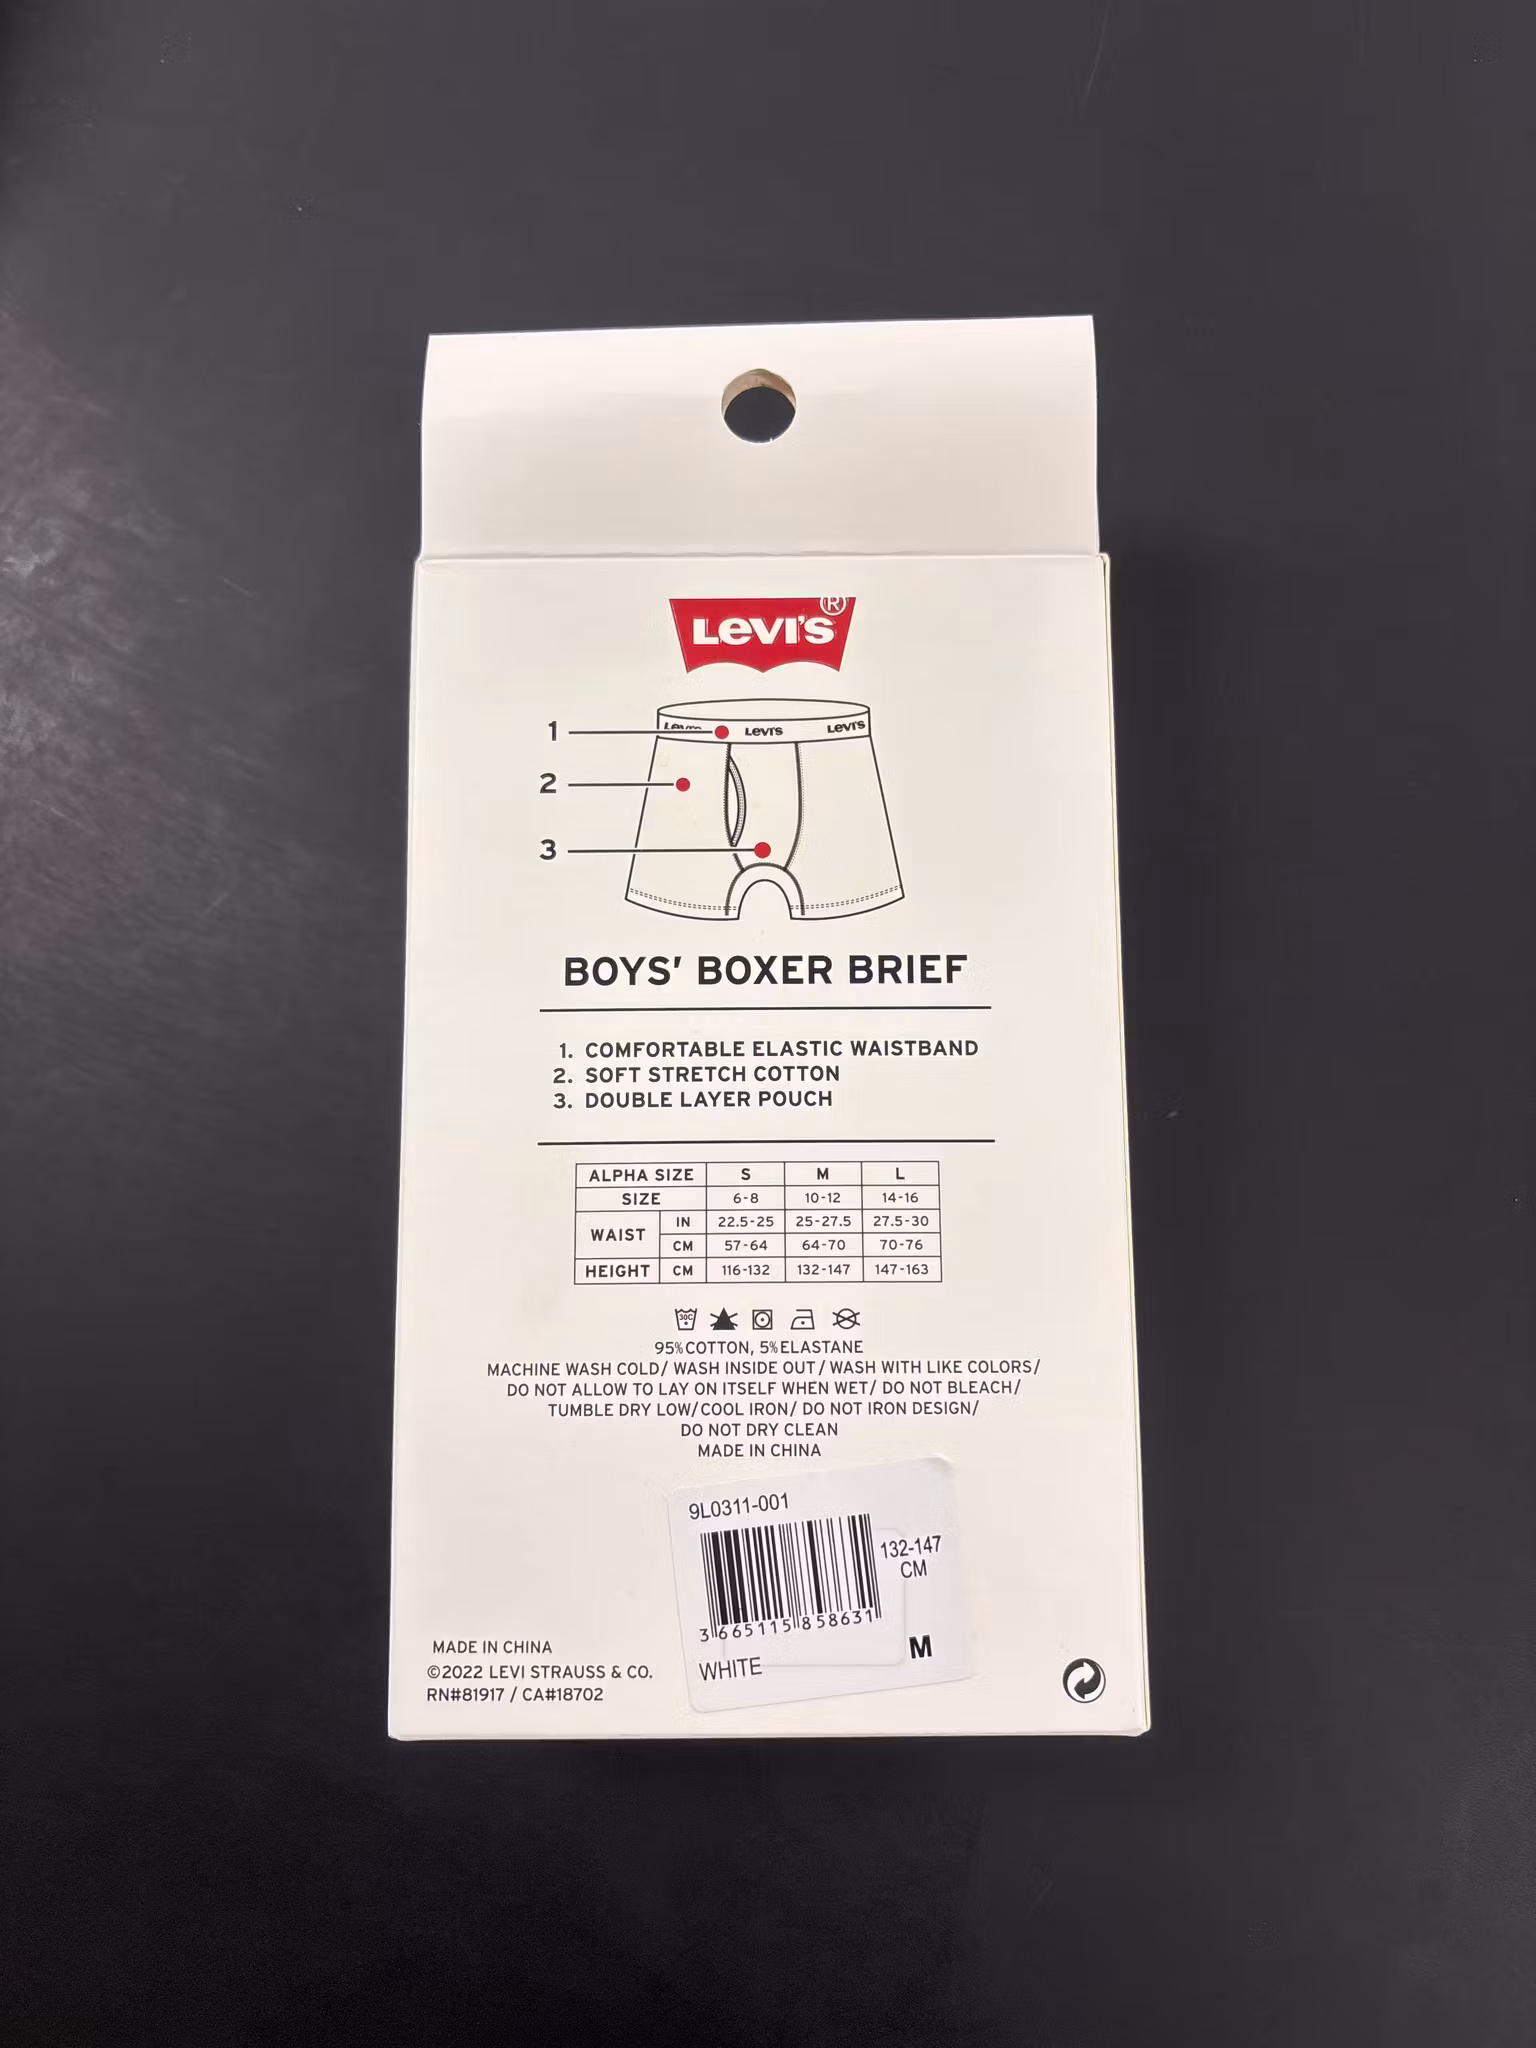 LEVI'S®
LEVI'S LEVI'S
1
2
3
BOYS' BOXER BRIEF
1. COMFORTABLE ELASTIC WAISTBAND
2. SOFT STRETCH COTTON
3. DOUBLE LAYER POUCH
ALPHA SIZE S M L
SIZE 6-8 10-12 14-16
WAIST IN 22.5-25 25-27.5 27.5-30
CM 57-64 64-70 70-76
HEIGHT CM 116-132 132-147 147-163
30C
95% COTTON, 5% ELASTANE
MACHINE WASH COLD/ WASH INSIDE OUT / WASH WITH LIKE COLORS/
DO NOT ALLOW TO LAY ON ITSELF WHEN WET/ DO NOT BLEACH/
TUMBLE DRY LOW/ COOL IRON/ DO NOT IRON DESIGN/
DO NOT DRY CLEAN
MADE IN CHINA
9L0311-001
132-147
CM
3 665115 858631
WHITE
M
MADE IN CHINA
©2022 LEVI STRAUSS & CO.
RN#81917 / CA#18702